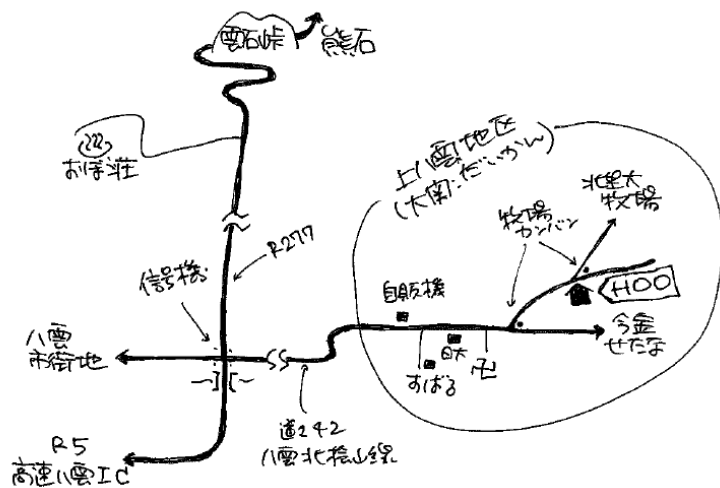 雲石峠
熊石
おぼ荘
上八雲地区
(大関:だいかん)
北里大
牧場
牧場
カンバン
R277
信号機
自販機
HOO
八雲
市街地
今金
せたな
日大
すばる
卍
道242
八雲北桧山線
R5
高速八雲IC